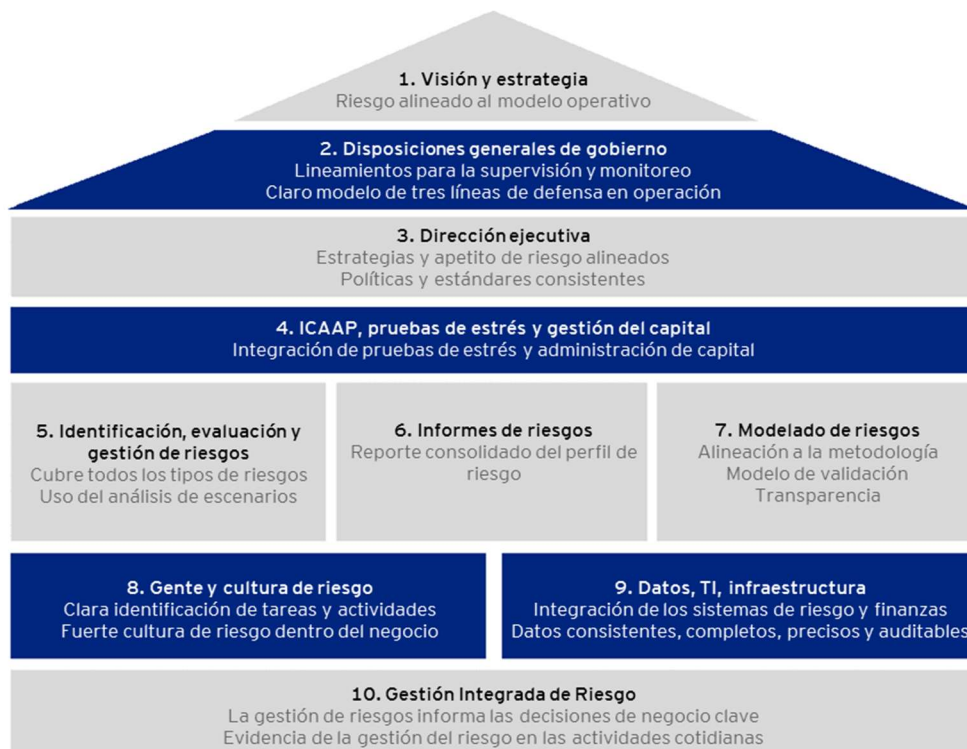 1. Visión y estrategia
Riesgo alineado al modelo operativo
2. Disposiciones generales de gobierno
Lineamientos para la supervisión y monitoreo
Claro modelo de tres líneas de defensa en operación
3. Dirección ejecutiva
Estrategias y apetito de riesgo alineados
Políticas y estándares consistentes
4. ICAAP, pruebas de estrés y gestión del capital
Integración de pruebas de estrés y administración de capital
5. Identificación, evaluación y
gestión de riesgos
Cubre todos los tipos de riesgos
Uso del análisis de escenarios
6. Informes de riesgos
Reporte consolidado del perfil de
riesgo
7. Modelado de riesgos
Alineación a la metodología
Modelo de validación
Transparencia
8. Gente y cultura de riesgo
Clara identificación de tareas y actividades
Fuerte cultura de riesgo dentro del negocio
9. Datos, TI, infraestructura
Integración de los sistemas de riesgo y finanzas
Datos consistentes, completos, precisos y auditables
10. Gestión Integrada de Riesgo
La gestión de riesgos informa las decisiones de negocio clave
Evidencia de la gestión del riesgo en las actividades cotidianas